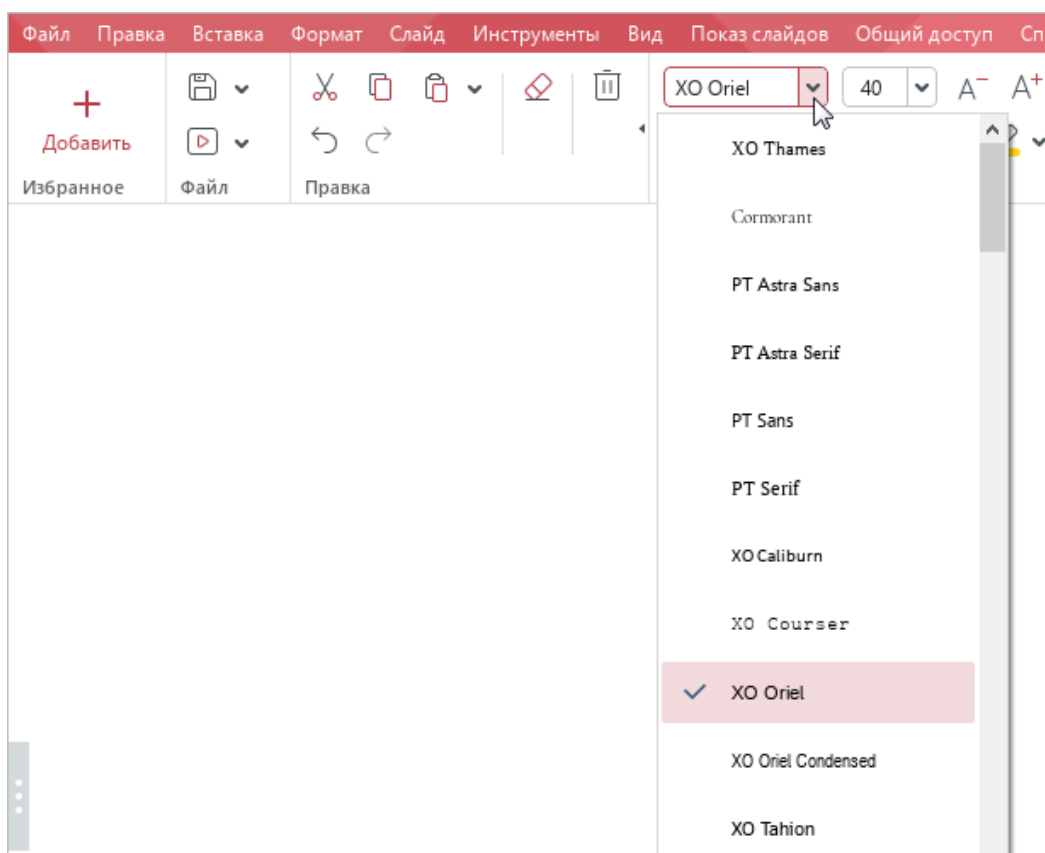 Файл Правка Вставка Формат Слайд Инструменты Вид Показ слайдов Общий доступ Сп
XO Oriel 40 A− A+
Добавить
Избранное Файл Правка
XO Thames
Cormorant
PT Astra Sans
PT Astra Serif
PT Sans
PT Serif
XO Caliburn
XO Courser
XO Oriel
XO Oriel Condensed
XO Tahion